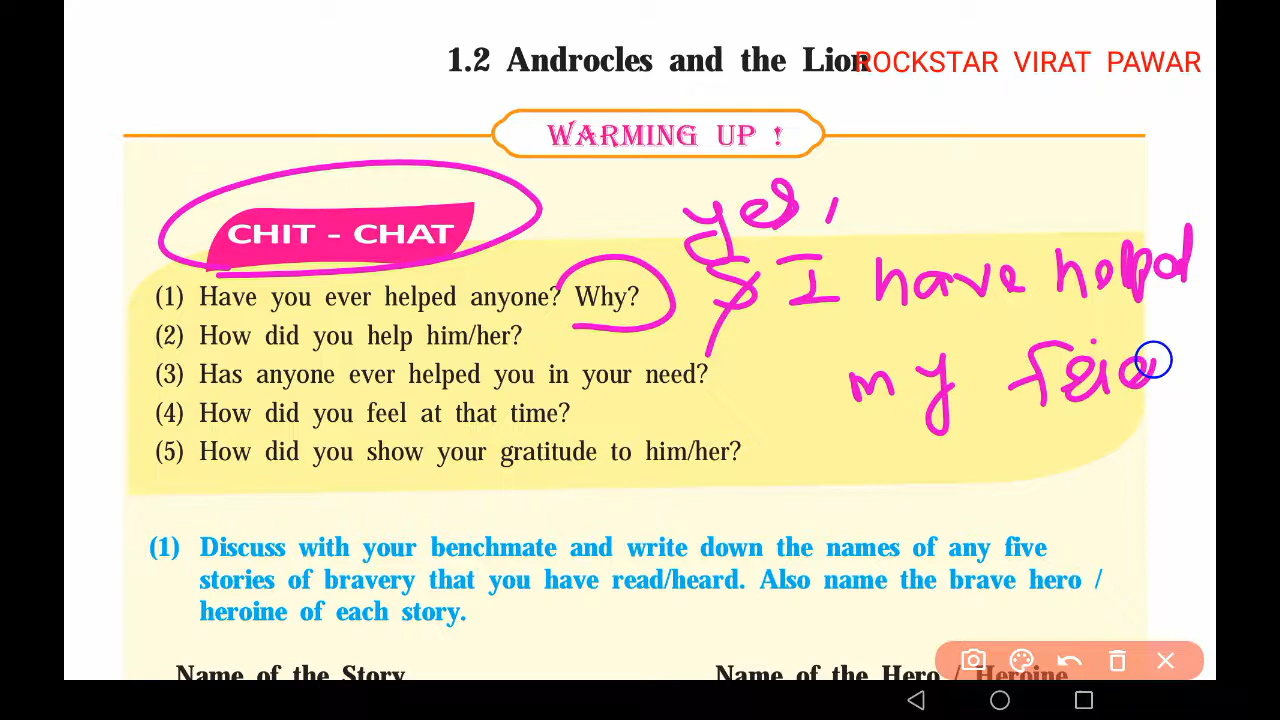 1.2 Androcles and the Lion
ROCKSTAR VIRAT PAWAR
WARMING UP !
CHIT - CHAT
yes,
I have helped
my
(1) Have you ever helped anyone? Why?
(2) How did you help him/her?
(3) Has anyone ever helped you in your need?
(4) How did you feel at that time?
(5) How did you show your gratitude to him/her?
(1) Discuss with your benchmate and write down the names of any five
stories of bravery that you have read/heard. Also name the brave hero /
heroine of each story.
Name of the Story
Name of the Hero / Heroine